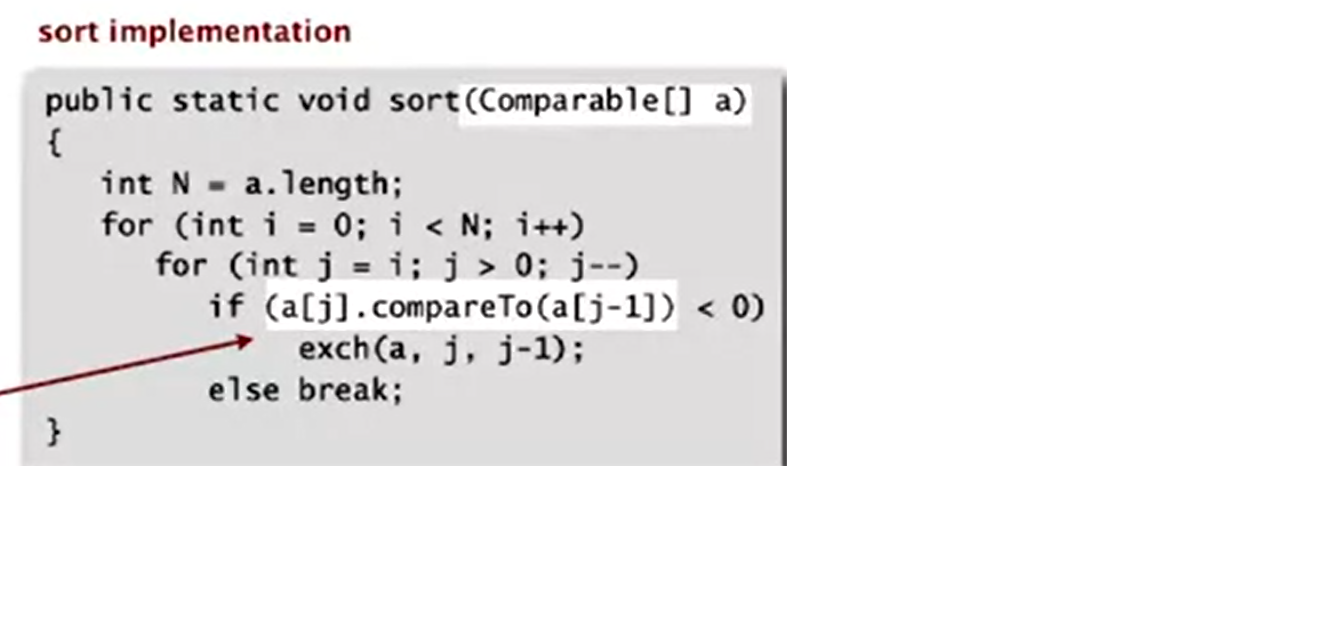 sort implementation
public static void sort(Comparable[] a)
{
int N = a.length;
for (int i = 0; i < N; i++)
for (int j = i; j > 0; j--)
if (a[j].compareTo(a[j-1]) < 0)
exch(a, j, j-1);
else break;
}